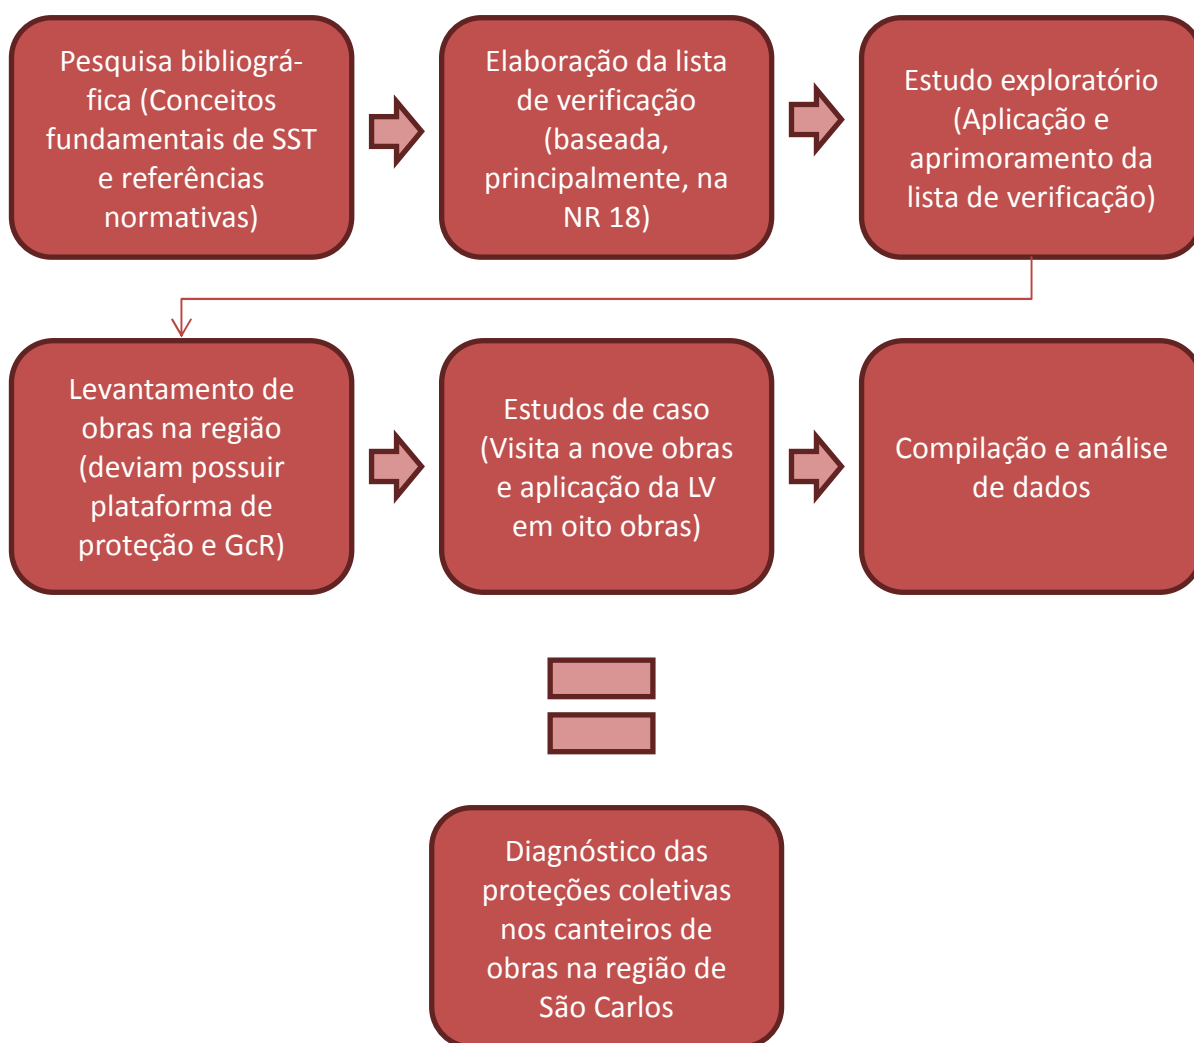 Pesquisa bibliográ-
fica (Conceitos
fundamentais de SST
e referências
normativas)
Elaboração da lista
de verificação
(baseada,
principalmente, na
NR 18)
Estudo exploratório
(Aplicação e
aprimoramento da
lista de verificação)
Levantamento de
obras na região
(deviam possuir
plataforma de
proteção e GcR)
Estudos de caso
(Visita a nove obras
e aplicação da LV
em oito obras)
Compilação e análise
de dados
Diagnóstico das
proteções coletivas
nos canteiros de
obras na região de
São Carlos